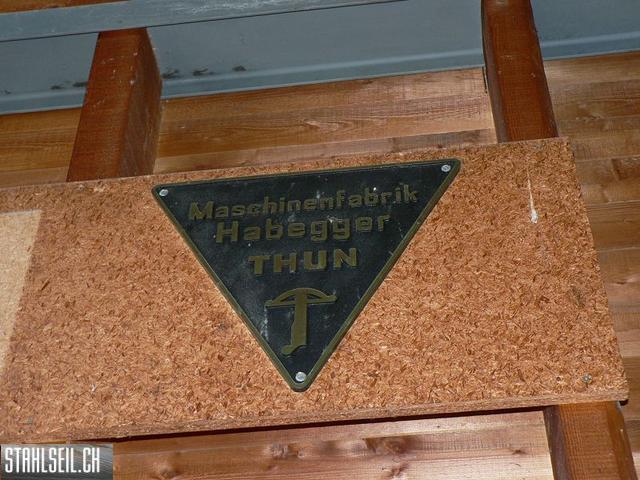 Maschinenfabrik
Habegger
THUN
STAHLSEIL.CH